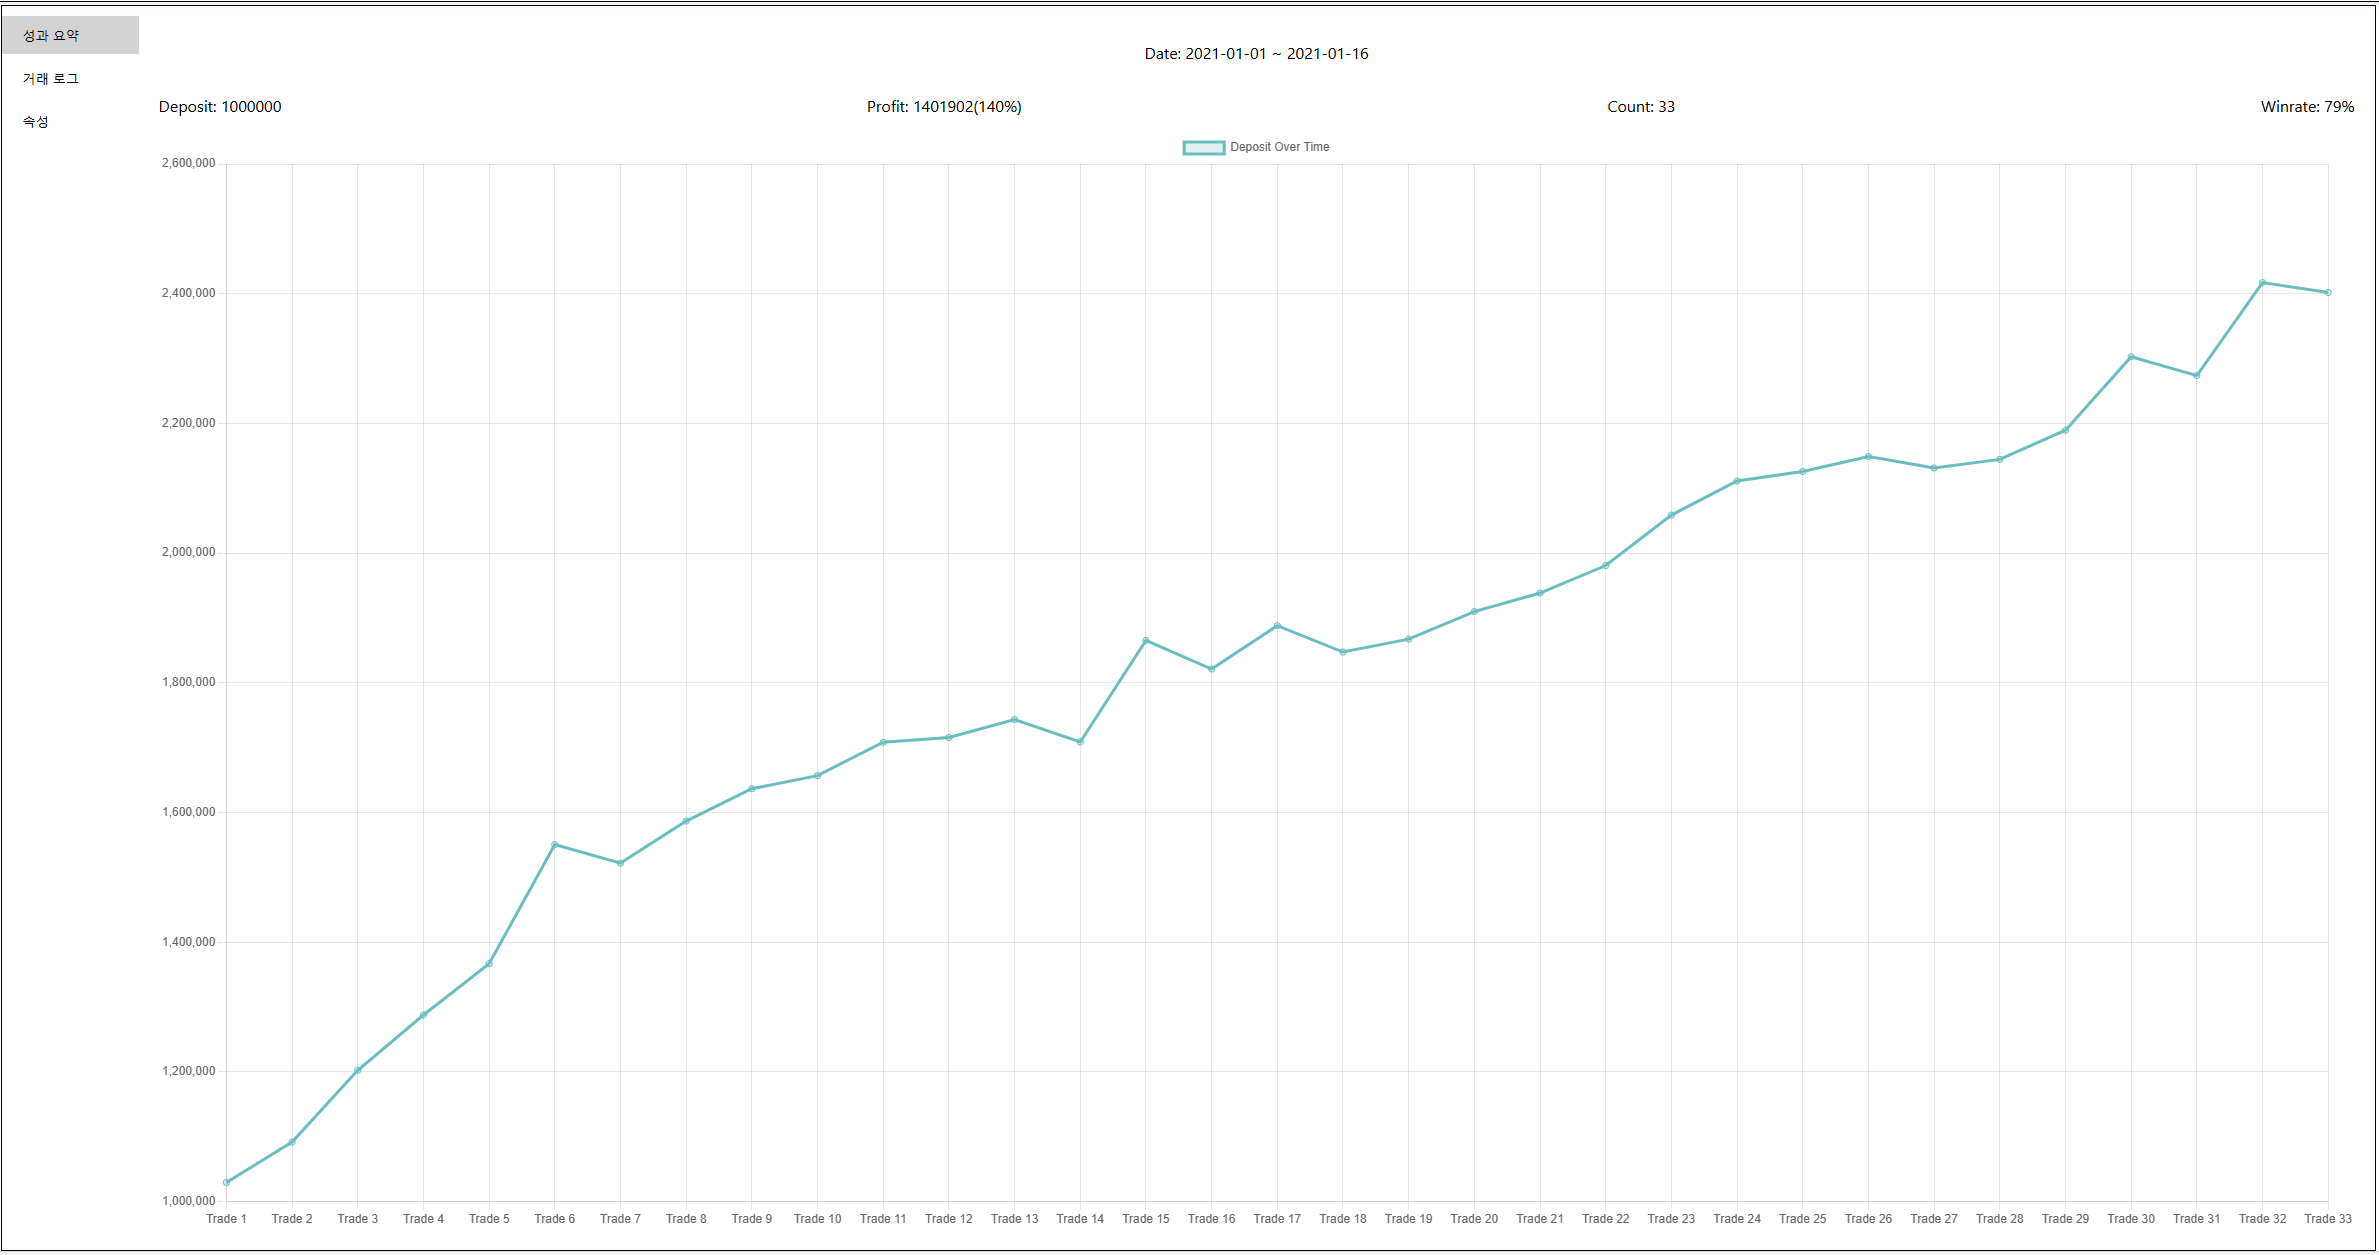 성과 요약
거래 로그
속성
Date: 2021-01-01 ~ 2021-01-16
Deposit: 1000000 Profit: 1401902(140%) Count: 33 Winrate: 79%
Deposit Over Time
2,600,000
2,400,000
2,200,000
2,000,000
1,800,000
1,600,000
1,400,000
1,200,000
1,000,000
Trade 1 Trade 2 Trade 3 Trade 4 Trade 5 Trade 6 Trade 7 Trade 8 Trade 9 Trade 10 Trade 11 Trade 12 Trade 13 Trade 14 Trade 15 Trade 16 Trade 17 Trade 18 Trade 19 Trade 20 Trade 21 Trade 22 Trade 23 Trade 24 Trade 25 Trade 26 Trade 27 Trade 28 Trade 29 Trade 30 Trade 31 Trade 32 Trade 33